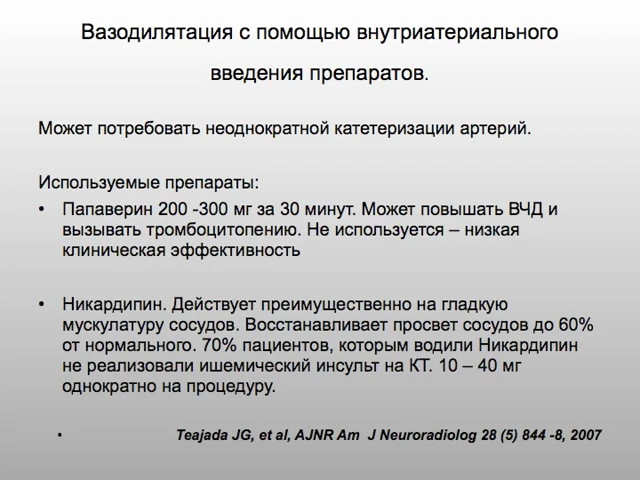 Вазодилятация с помощью внутриатериального
введения препаратов.
Может потребовать неоднократной катетеризации артерий.
Используемые препараты:
• Папаверин 200 -300 мг за 30 минут. Может повышать ВЧД и
вызывать тромбоцитопению. Не используется – низкая
клиническая эффективность
• Никардипин. Действует преимущественно на гладкую
мускулатуру сосудов. Восстанавливает просвет сосудов до 60%
от нормального. 70% пациентов, которым водили Никардипин
не реализовали ишемический инсульт на КТ. 10 – 40 мг
однократно на процедуру.
• Teajada JG, et al, AJNR Am J Neuroradiolog 28 (5) 844 -8, 2007